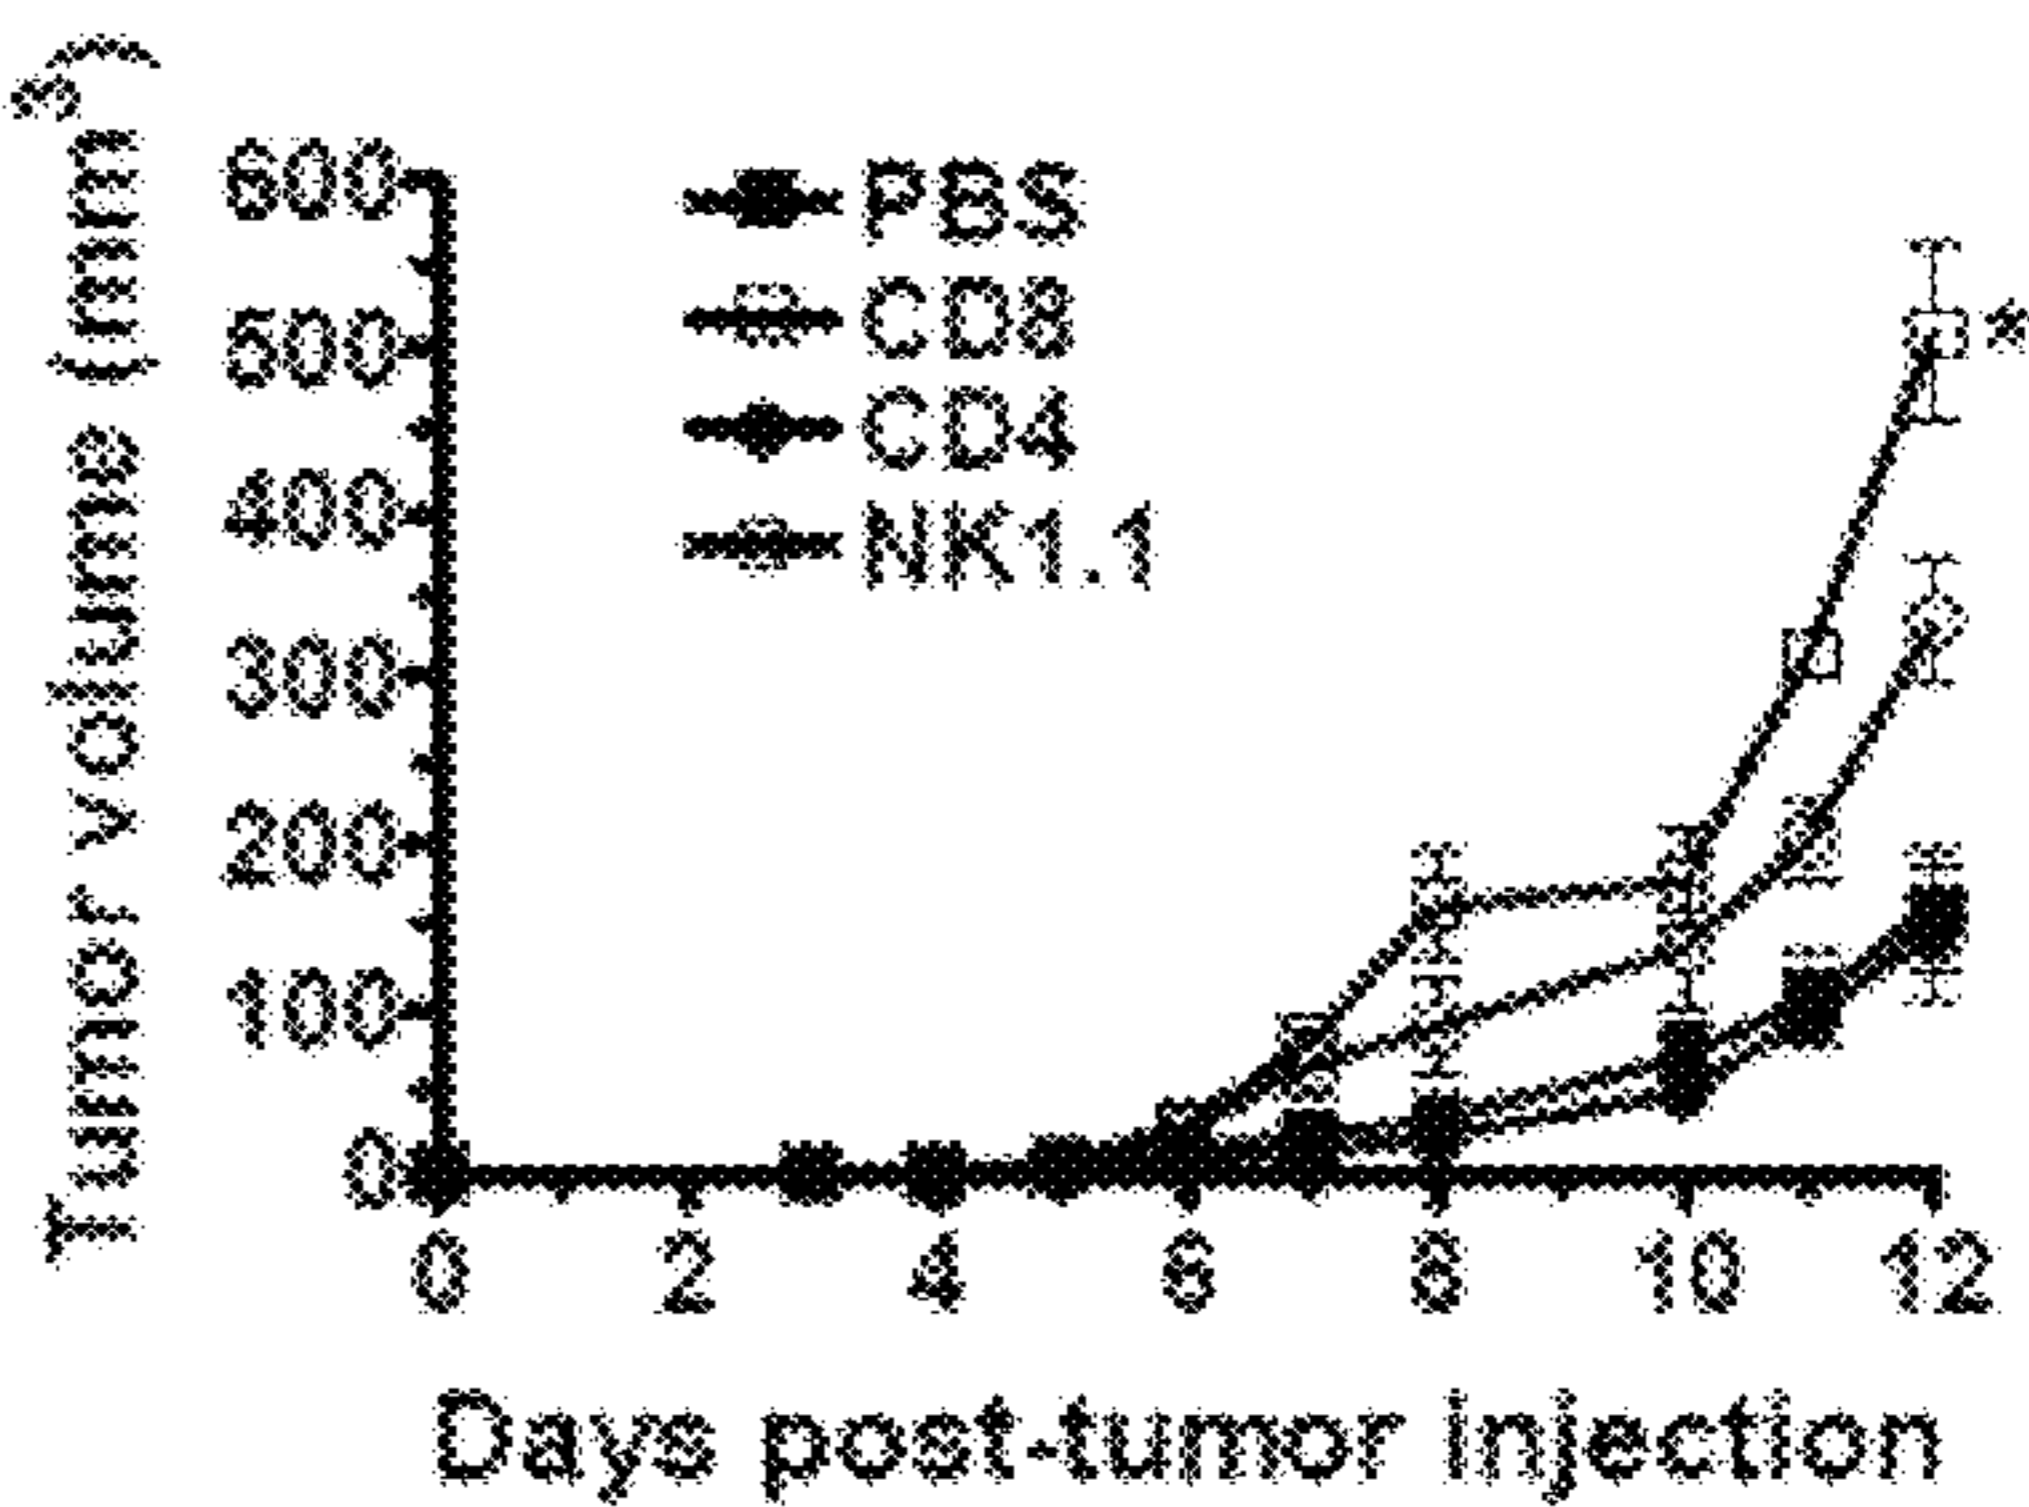 Tumor volume (mm3)
600
500
400
300
200
100
0
PBS
CD8
CD4
NK1.1
*
0 2 4 6 8 10 12
Days post-tumor injection